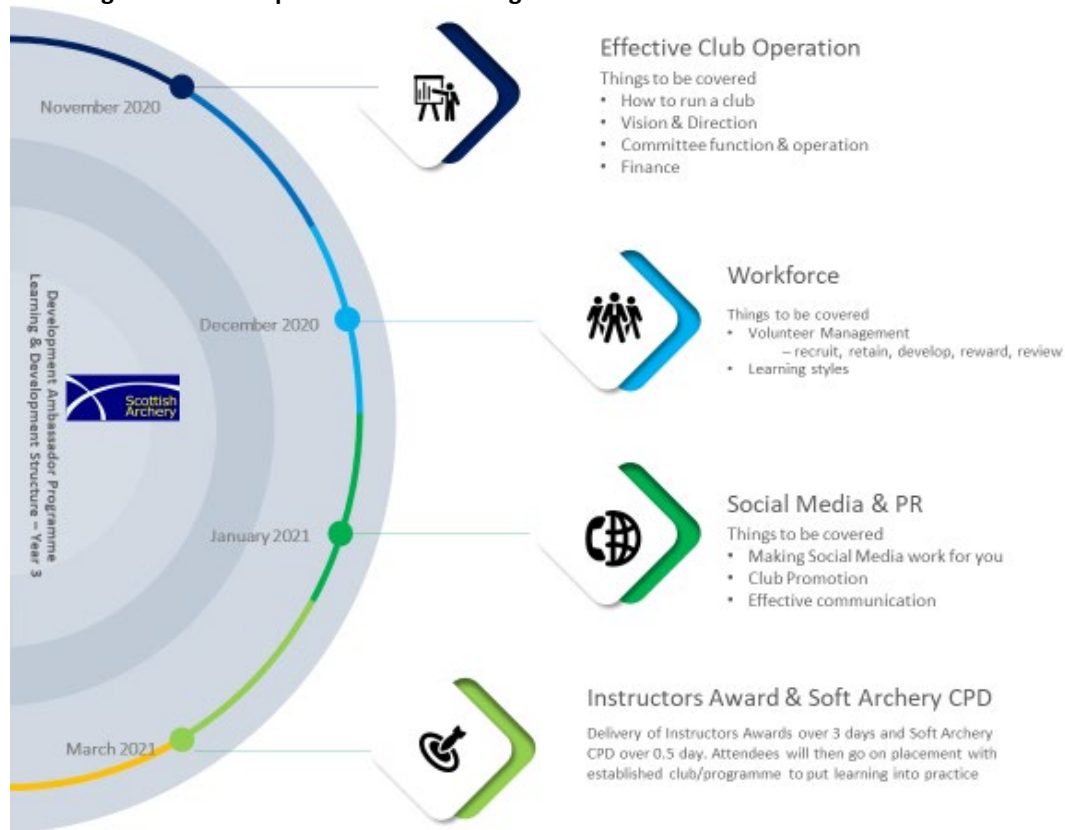 November 2020
Effective Club Operation
Things to be covered
• How to run a club
• Vision & Direction
• Committee function & operation
• Finance
December 2020
Workforce
Things to be covered
• Volunteer Management
– recruit, retain, develop, reward, review
• Learning styles
Development Ambassador Programme
Learning & Development Structure – Year 3
Scottish
Archery
January 2021
Social Media & PR
Things to be covered
• Making Social Media work for you
• Club Promotion
• Effective communication
March 2021
Instructors Award & Soft Archery CPD
Delivery of Instructors Awards over 3 days and Soft Archery
CPD over 0.5 day. Attendees will then go on placement with
established club/programme to put learning into practice